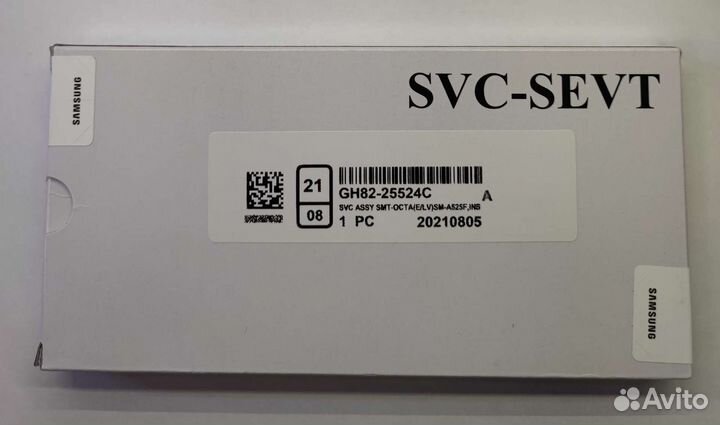 SAMSUNG
SVC-SEVT
21
08
GH82-25524C
A
SVC ASSY SMT-OCTA(E/LV)SM-A525F,INS
1 PC 20210805
SAMSUNG
Avito